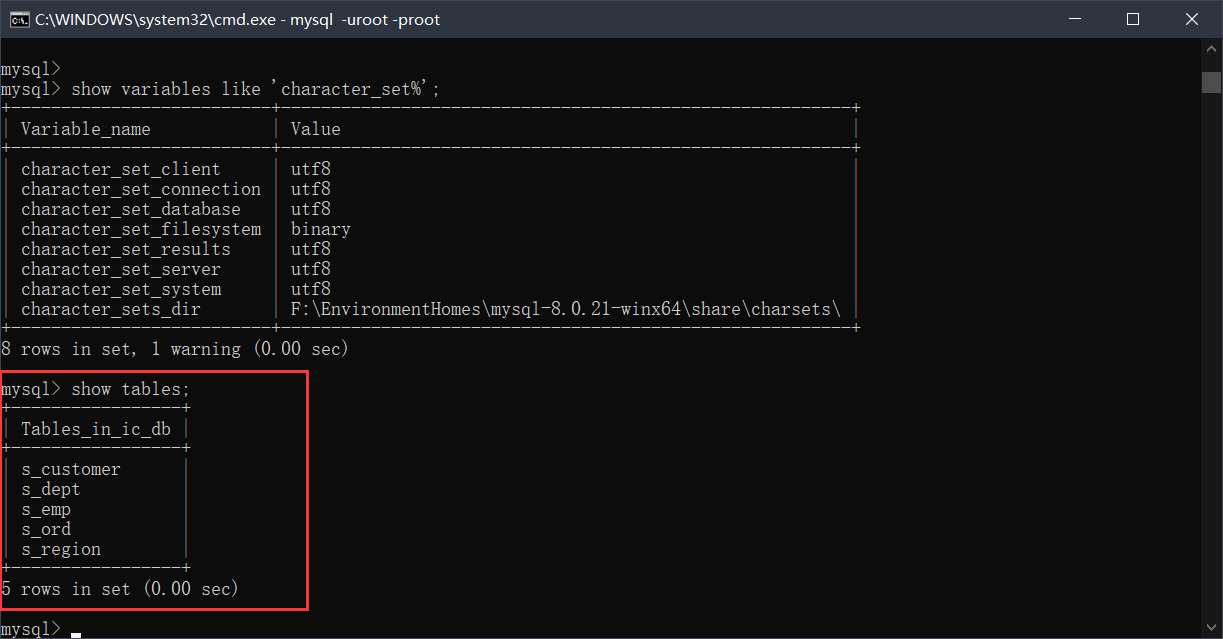 C:\WINDOWS\system32\cmd.exe - mysql  -uroot -proot
mysql>
mysql> show variables like 'character_set%';
+--------------------------+---------------------------------------------------------+
| Variable_name            | Value                                                   |
+--------------------------+---------------------------------------------------------+
| character_set_client     | utf8                                                    |
| character_set_connection | utf8                                                    |
| character_set_database   | utf8                                                    |
| character_set_filesystem | binary                                                  |
| character_set_results    | utf8                                                    |
| character_set_server     | utf8                                                    |
| character_set_system     | utf8                                                    |
| character_sets_dir       | F:\EnvironmentHomes\mysql-8.0.21-winx64\share\charsets\ |
+--------------------------+---------------------------------------------------------+
8 rows in set, 1 warning (0.00 sec)
mysql> show tables;
+-----------------+
| Tables_in_ic_db |
+-----------------+
| s_customer      |
| s_dept          |
| s_emp           |
| s_ord           |
| s_region        |
+-----------------+
5 rows in set (0.00 sec)
mysql>